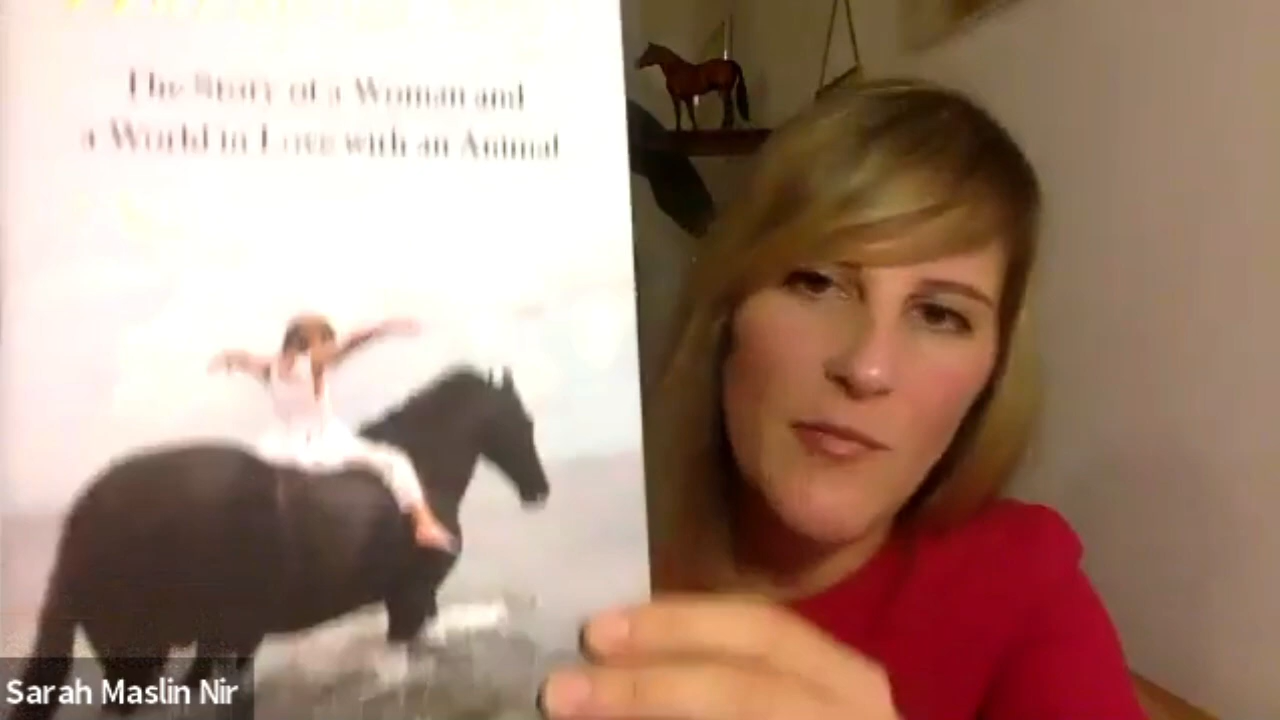 The Story of a Woman and
a World in Love with an Animal
Sarah Maslin Nir